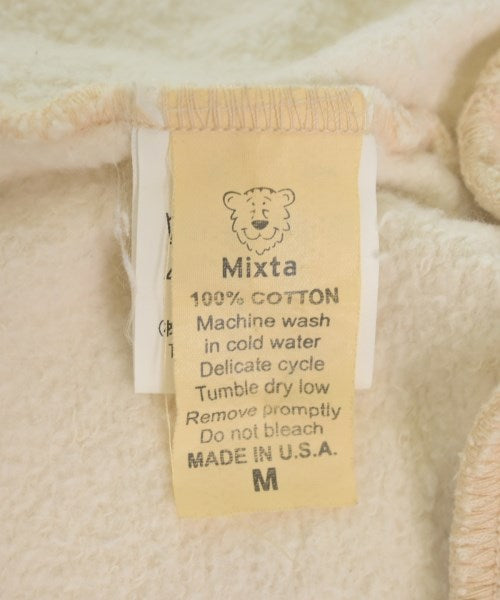 Mixta
100% COTTON
Machine wash
in cold water
Delicate cycle
Tumble dry low
Remove promptly
Do not bleach
MADE IN U.S.A.
M